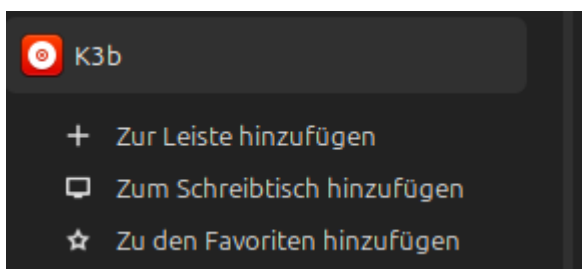 K3b
Zur Leiste hinzufügen
Zum Schreibtisch hinzufügen
Zu den Favoriten hinzufügen